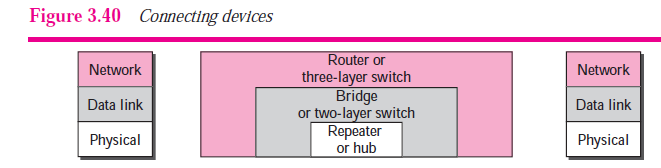 Figure 3.40 Connecting devices
Network
Data link
Physical
Router or
three-layer switch
Bridge
or two-layer switch
Repeater
or hub
Network
Data link
Physical